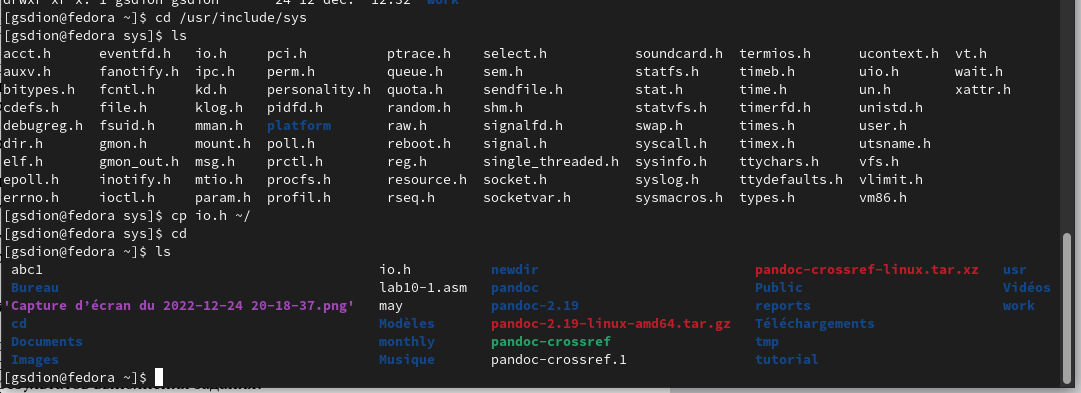 [gsdion@fedora ~]$ cd /usr/include/sys
[gsdion@fedora sys]$ ls
acct.h eventfd.h io.h pci.h ptrace.h select.h soundcard.h termios.h ucontext.h vt.h
auxv.h fanotify.h ipc.h perm.h queue.h sem.h statfs.h timeb.h uio.h wait.h
bitypes.h fcntl.h kd.h personality.h quota.h sendfile.h stat.h time.h un.h xattr.h
cdefs.h file.h klog.h pidfd.h random.h shm.h statvfs.h timerfd.h unistd.h
debugreg.h fsuid.h mman.h platform raw.h signalfd.h swap.h times.h user.h
dir.h gmon.h mount.h poll.h reboot.h signal.h syscall.h timex.h utsname.h
elf.h gmon_out.h msg.h prctl.h reg.h single_threaded.h sysinfo.h ttychars.h vfs.h
epoll.h inotify.h mtio.h procfs.h resource.h socket.h syslog.h ttydefaults.h vlimit.h
errno.h ioctl.h param.h profil.h rseq.h socketvar.h sysmacros.h types.h vm86.h
[gsdion@fedora sys]$ cp io.h ~/
[gsdion@fedora sys]$ cd
[gsdion@fedora ~]$ ls
abc1 io.h newdir pandoc-crossref-linux.tar.xz usr
Bureau lab10-1.asm pandoc Public Vidéos
'Capture d’écran du 2022-12-24 20-18-37.png' may pandoc-2.19 reports work
cd Modèles pandoc-2.19-linux-amd64.tar.gz Téléchargements
Documents monthly pandoc-crossref tmp
Images Musique pandoc-crossref.1 tutorial
[gsdion@fedora ~]$